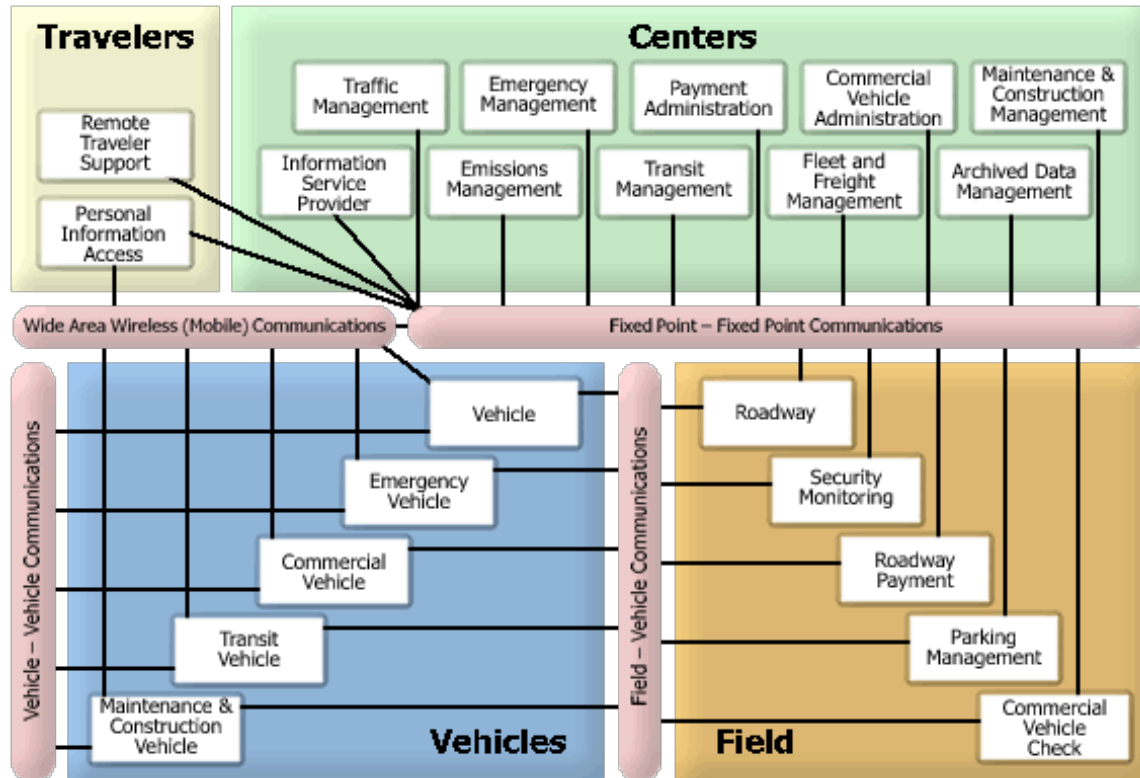 Travelers
Remote
Traveler
Support
Personal
Information
Access
Centers
Traffic
Management
Emergency
Management
Payment
Administration
Commercial
Vehicle
Administration
Maintenance &
Construction
Management
Information
Service
Provider
Emissions
Management
Transit
Management
Fleet and
Freight
Management
Archived Data
Management
Wide Area Wireless (Mobile) Communications
Fixed Point – Fixed Point Communications
Vehicle – Vehicle Communications
Vehicle
Emergency
Vehicle
Commercial
Vehicle
Transit
Vehicle
Maintenance &
Construction
Vehicle
Vehicles
Field – Vehicle Communications
Roadway
Security
Monitoring
Roadway
Payment
Parking
Management
Commercial
Vehicle
Check
Field